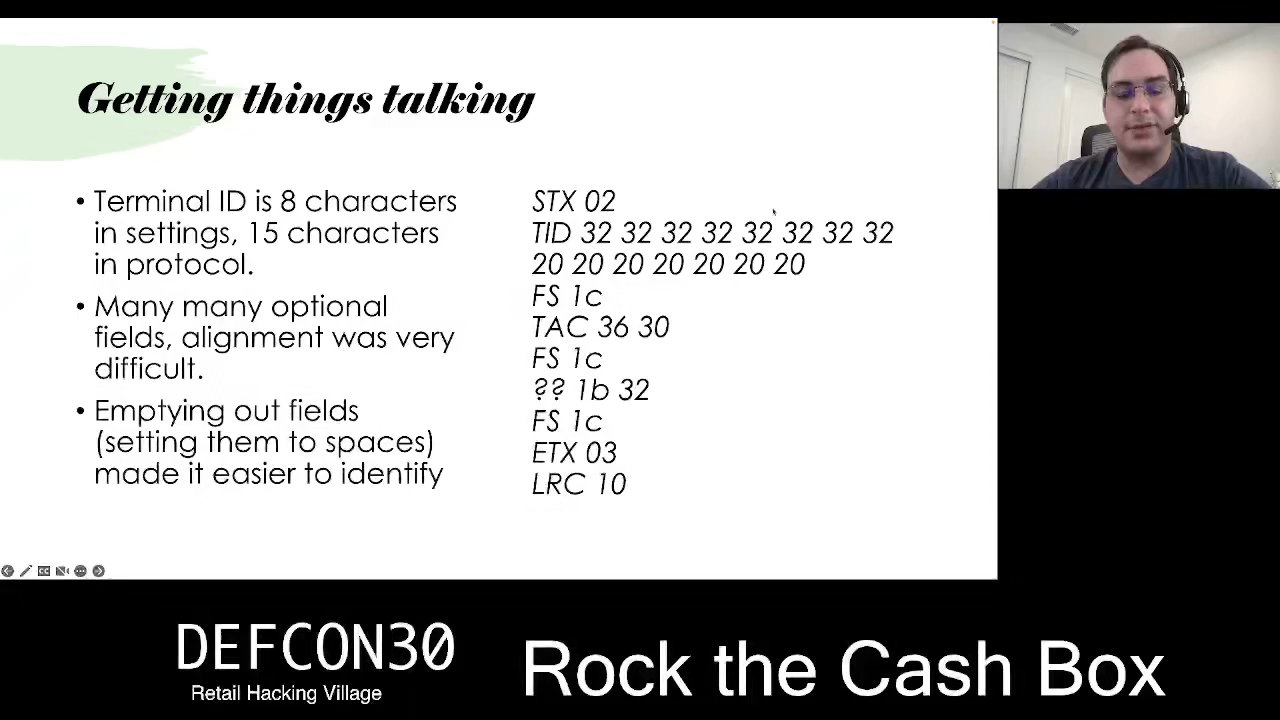 Getting things talking
• Terminal ID is 8 characters
in settings, 15 characters
in protocol.
• Many many optional
fields, alignment was very
difficult.
• Emptying out fields
(setting them to spaces)
made it easier to identify
STX 02
TID 32 32 32 32 32 32 32 32
20 20 20 20 20 20 20
FS 1c
TAC 36 30
FS 1c
?? 1b 32
FS 1c
ETX 03
LRC 10
DEFCON30
Retail Hacking Village
Rock the Cash Box